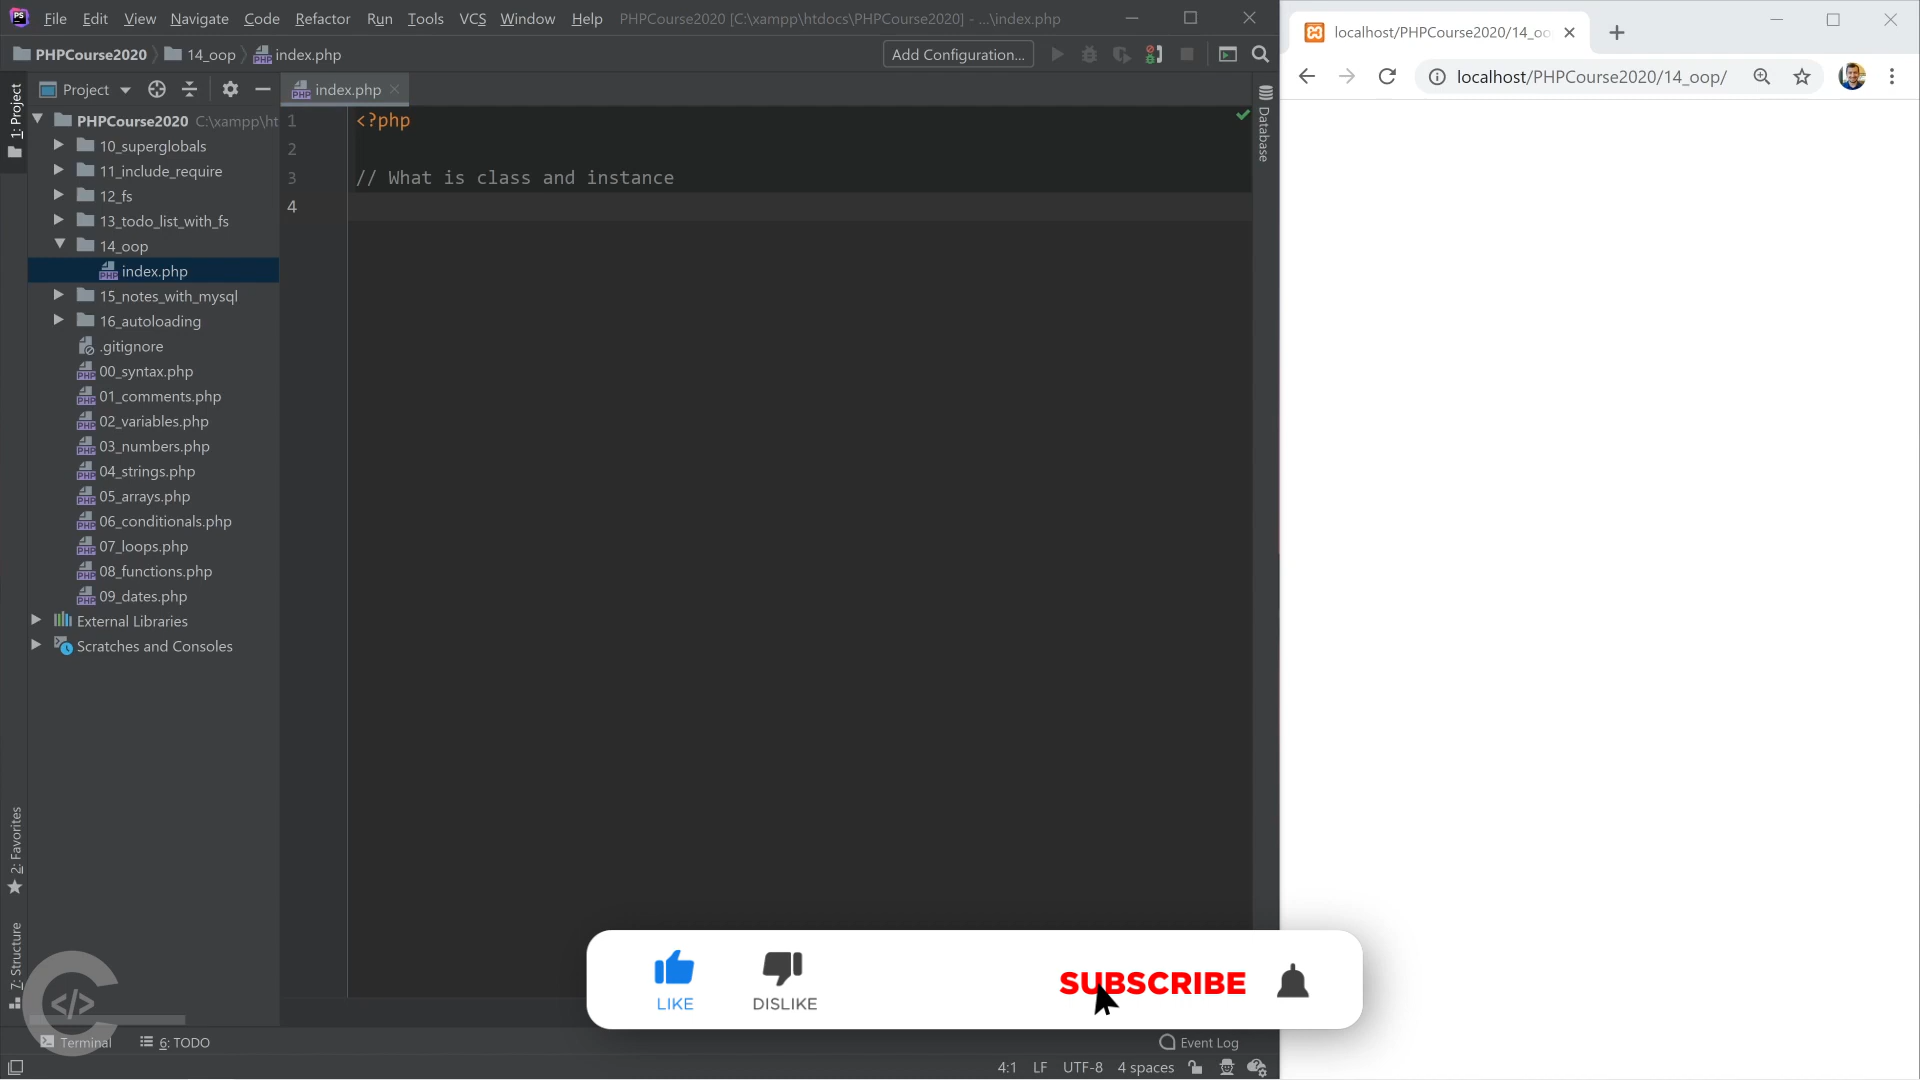 File Edit View Navigate Code Refactor Run Tools VCS Window Help PHPCourse2020 [C:\xampp\htdocs\PHPCourse2020] - ...\index.php
PHPCourse2020 14_oop index.php Add Configuration...
1: Project
Project
index.php
PHPCourse2020 C:\xampp\ht
10_superglobals
11_include_require
12_fs
13_todo_list_with_fs
14_oop
index.php
15_notes_with_mysql
16_autoloading
.gitignore
00_syntax.php
01_comments.php
02_variables.php
03_numbers.php
04_strings.php
05_arrays.php
06_conditionals.php
07_loops.php
08_functions.php
09_dates.php
External Libraries
Scratches and Consoles
1 <?php
2
3 // What is class and instance
4
Database
2: Favorites
7: Structure
Terminal 6: TODO Event Log
4:1 LF UTF-8 4 spaces
localhost/PHPCourse2020/14_oo
localhost/PHPCourse2020/14_oop/
LIKE
DISLIKE
SUBSCRIBE